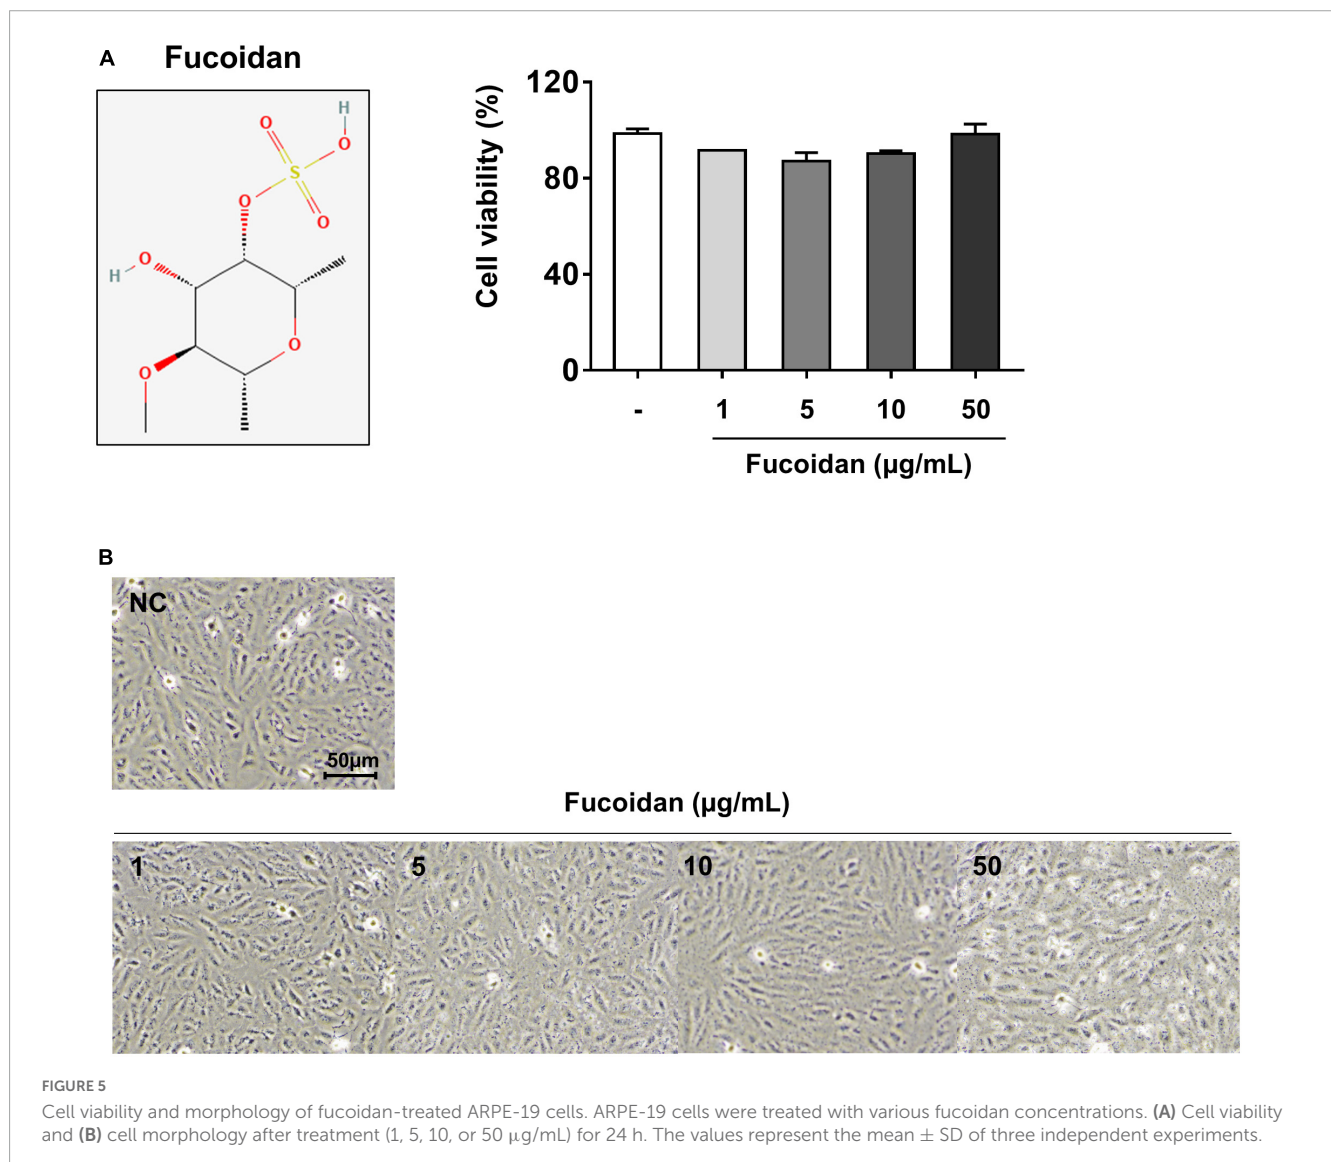 A Fucoidan
H
O
O
S
O
O
H
O
O
O
Cell viability (%)
120
80
40
0
- 1 5 10 50
Fucoidan (µg/mL)
B
NC
50µm
Fucoidan (µg/mL)
1 5 10 50
FIGURE 5
Cell viability and morphology of fucoidan-treated ARPE-19 cells. ARPE-19 cells were treated with various fucoidan concentrations. (A) Cell viability
and (B) cell morphology after treatment (1, 5, 10, or 50 µg/mL) for 24 h. The values represent the mean ± SD of three independent experiments.